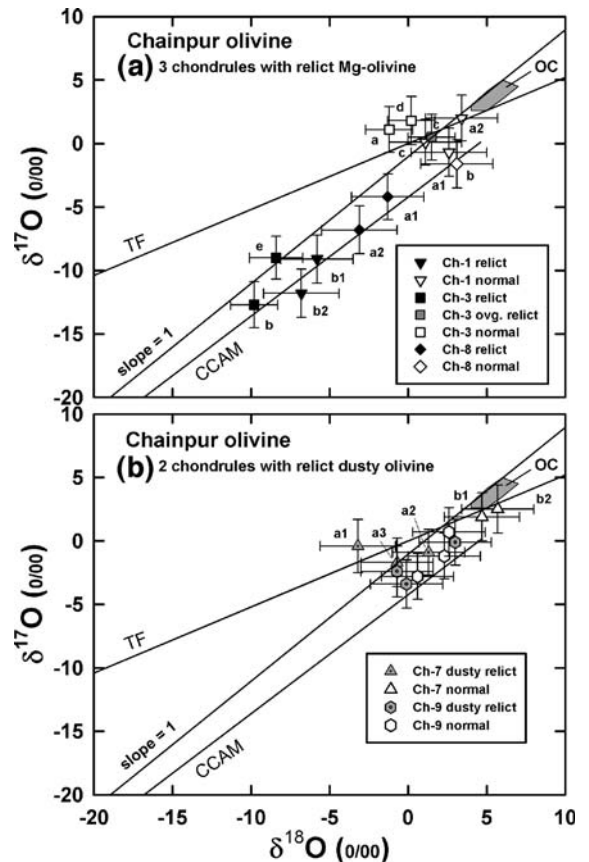 Chainpur olivine
(a) 3 chondrules with relict Mg-olivine
OC
d
a
c
c
a2
b
a1
a1
a2
e
b1
b
b2
TF
slope = 1
CCAM
Ch-1 relict
Ch-1 normal
Ch-3 relict
Ch-3 ovg. relict
Ch-3 normal
Ch-8 relict
Ch-8 normal
δ17O (0/00)
10
5
0
-5
-10
-15
-20
Chainpur olivine
(b) 2 chondrules with relict dusty olivine
OC
b1
b2
a1
a2
a3
TF
slope = 1
CCAM
Ch-7 dusty relict
Ch-7 normal
Ch-9 dusty relict
Ch-9 normal
δ17O (0/00)
10
5
0
-5
-10
-15
-20
-20 -15 -10 -5 0 5 10
δ18O (0/00)